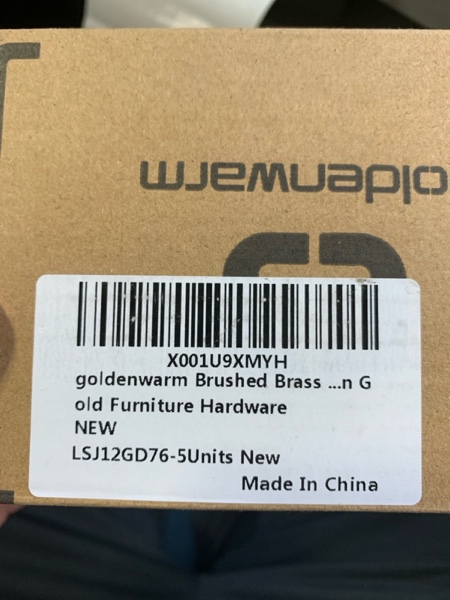 oldenwarm
X001U9XMYH
goldenwarm Brushed Brass ...n G
old Furniture Hardware
NEW
LSJ12GD76-5Units New
Made In China